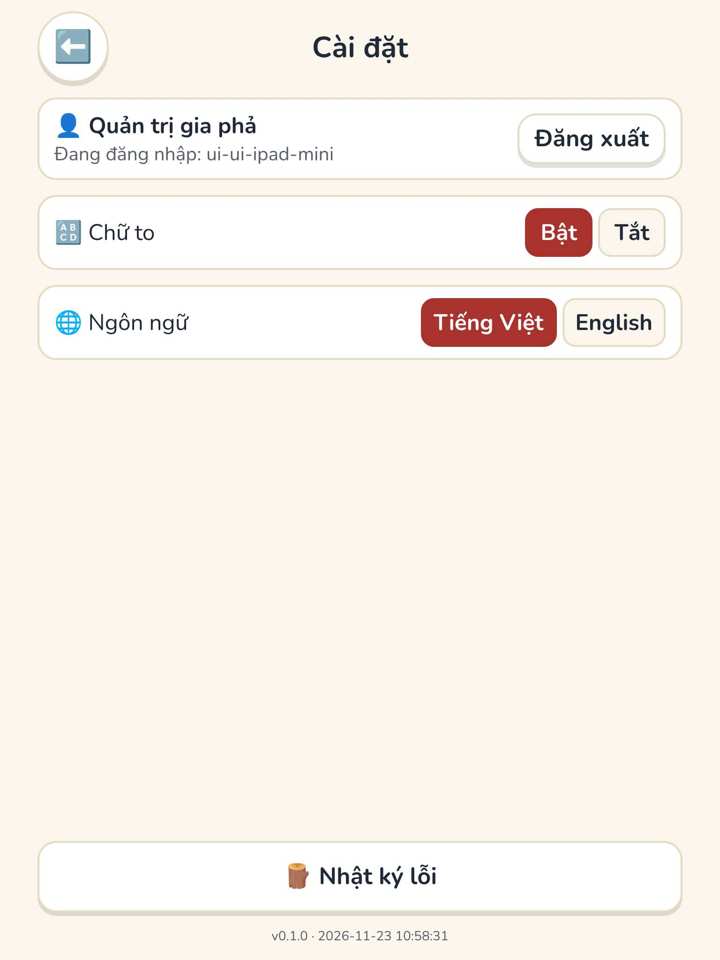 Cài đặt
Quản trị gia phả
Đang đăng nhập: ui-ui-ipad-mini
Đăng xuất
Chữ to
Bật
Tắt
Ngôn ngữ
Tiếng Việt
English
Nhật ký lỗi
v0.1.0 · 2026-11-23 10:58:31